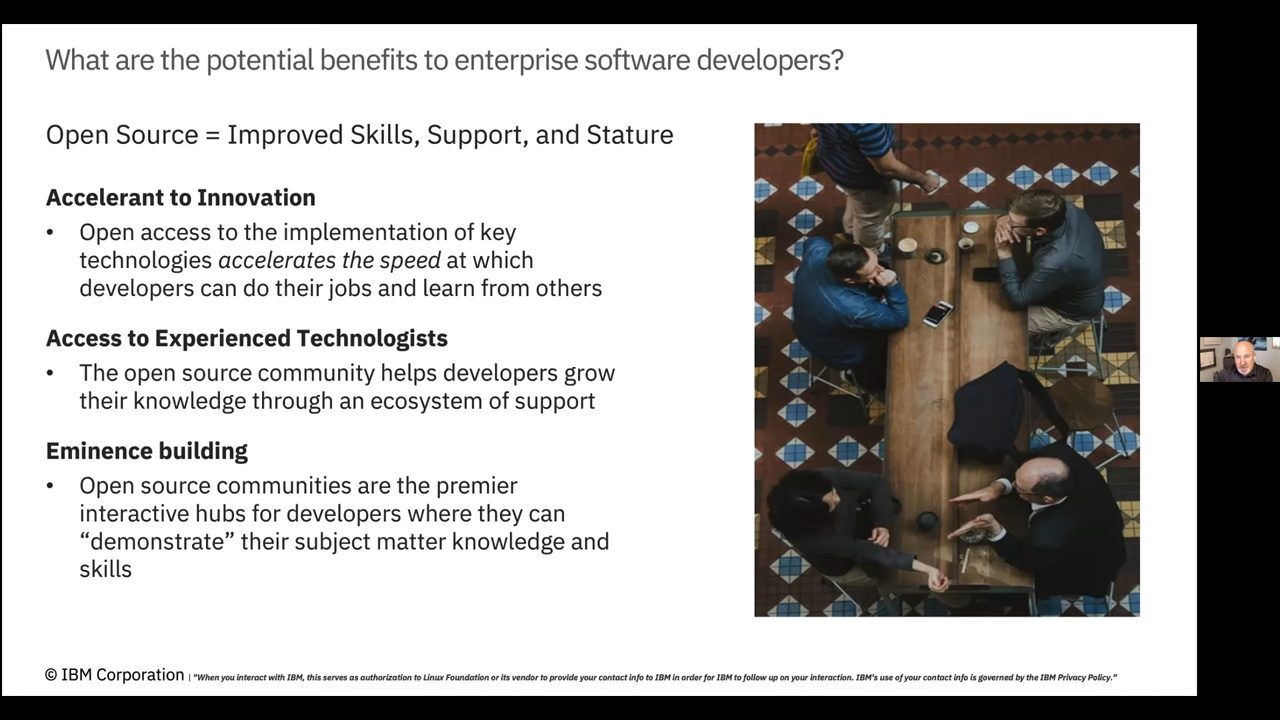 What are the potential benefits to enterprise software developers?
Open Source = Improved Skills, Support, and Stature
Accelerant to Innovation
• Open access to the implementation of key
technologies accelerates the speed at which
developers can do their jobs and learn from others
Access to Experienced Technologists
• The open source community helps developers grow
their knowledge through an ecosystem of support
Eminence building
• Open source communities are the premier
interactive hubs for developers where they can
“demonstrate” their subject matter knowledge and
skills
© IBM Corporation | "When you interact with IBM, this serves as authorization to Linux Foundation or its vendor to provide your contact info to IBM in order for IBM to follow up on your interaction. IBM's use of your contact info is governed by the IBM Privacy Policy."